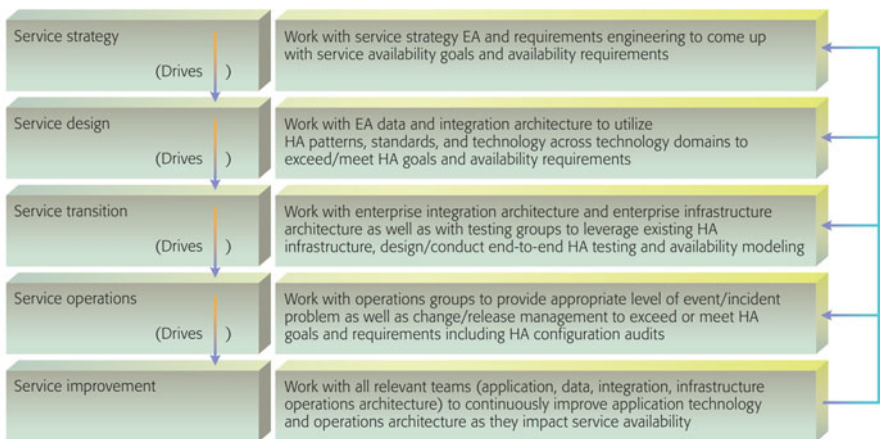 Service strategy
(Drives )
Work with service strategy EA and requirements engineering to come up
with service availability goals and availability requirements
Service design
(Drives )
Work with EA data and integration architecture to utilize
HA patterns, standards, and technology across technology domains to
exceed/meet HA goals and availability requirements
Service transition
(Drives )
Work with enterprise integration architecture and enterprise infrastructure
architecture as well as with testing groups to leverage existing HA
infrastructure, design/conduct end-to-end HA testing and availability modeling
Service operations
(Drives )
Work with operations groups to provide appropriate level of event/incident
problem as well as change/release management to exceed or meet HA
goals and requirements including HA configuration audits
Service improvement
Work with all relevant teams (application, data, integration, infrastructure
operations architecture) to continuously improve application technology
and operations architecture as they impact service availability